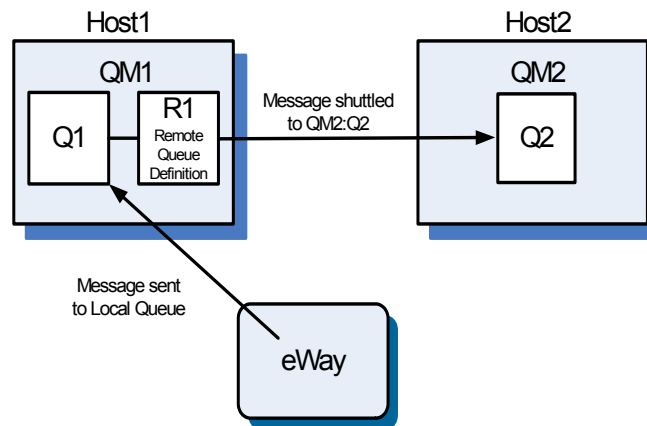 Host1
Host2
QM1
QM2
Q1
R1
Remote
Queue
Definition
Message shuttled
to QM2:Q2
Q2
Message sent
to Local Queue
eWay